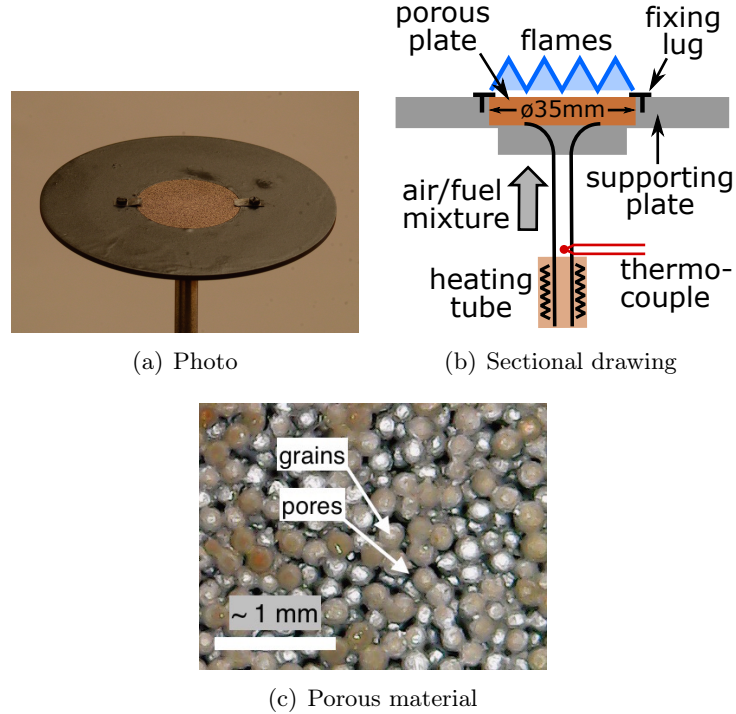 porous
plate
flames
fixing
lug
ø35mm
air/fuel
mixture
supporting
plate
heating
tube
thermo-
couple
(a) Photo
(b) Sectional drawing
grains
pores
~ 1 mm
(c) Porous material